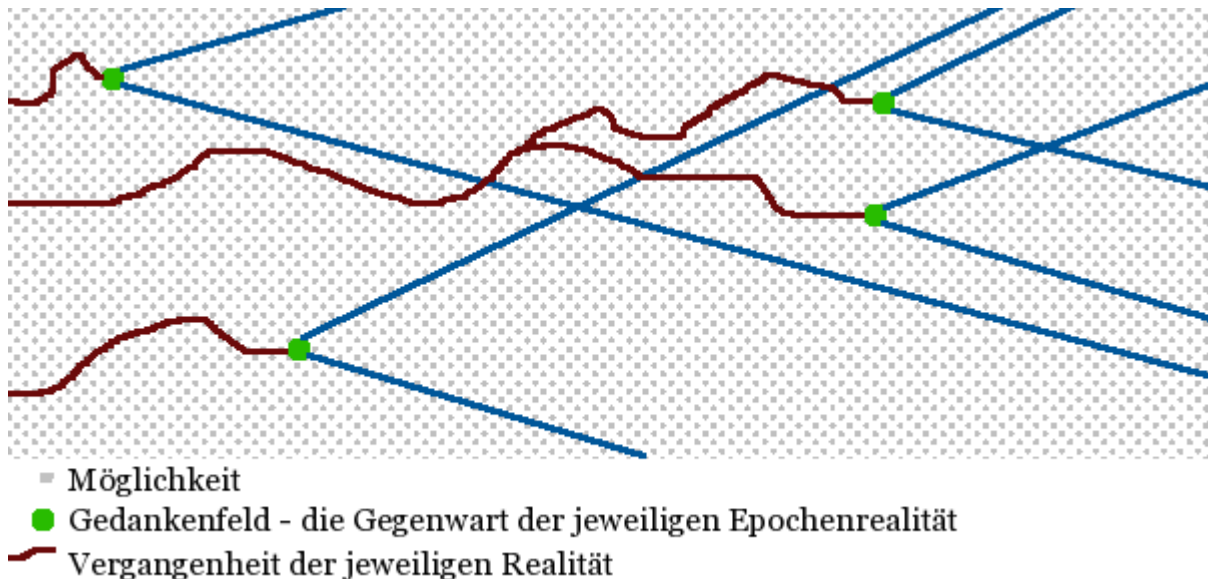 Möglichkeit
Gedankenfeld - die Gegenwart der jeweiligen Epochenrealität
Vergangenheit der jeweiligen Realität